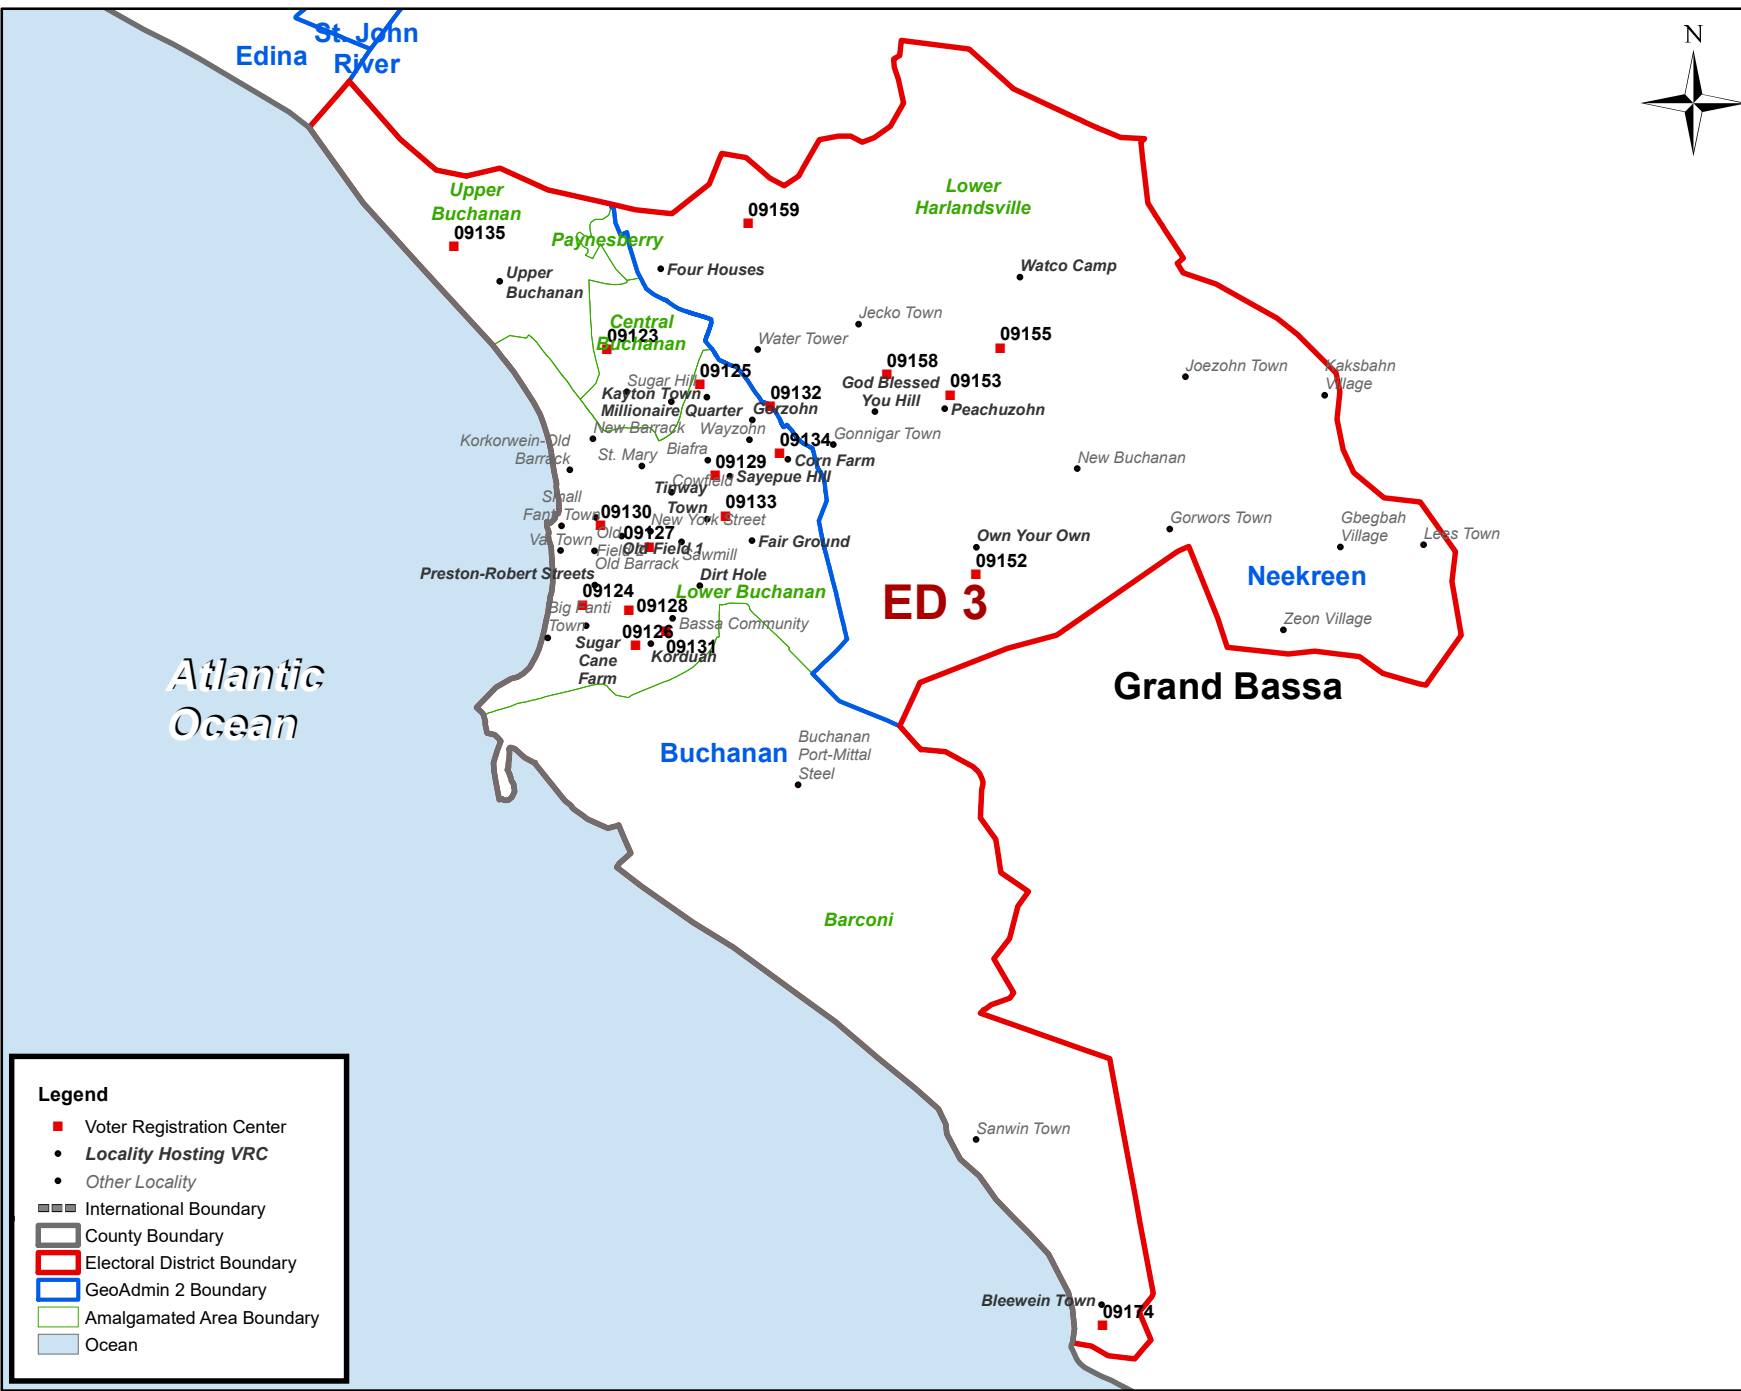 St. John
River
Edina
N
Upper
Buchanan
09135
Paynesberry
09159
Lower
Harlandsville
Upper
Buchanan
Four Houses
Watco Camp
Central
Buchanan
09123
Jecko Town
Water Tower
09155
09125
09158
God Blessed
You Hill
09153
Peachuzohn
Joezohn Town
Kaksbahn
Village
Sugar Hill
Kayton Town
Millionaire Quarter
09132
Gorzohn
New Barrack
Wayzohn
Gonnigar Town
Korkorwein-Old
Barrack
St. Mary
Biafra
09134
Corn Farm
09129
Sayepue Hill
New Buchanan
Cowfield
Tinway
Town
Small
Fanti Town
09130
09133
New York Street
Val Town
Old
Field 2
09127
Old Field 1
Sawmill
Fair Ground
Own Your Own
Gorwors Town
Gbegbah
Village
Lees Town
Old Barrack
Preston-Robert Streets
Dirt Hole
09152
Neekreen
09124
Lower Buchanan
ED 3
Big Fanti
Town
09128
Bassa Community
Zeon Village
09126
09131
Sugar
Cane
Farm
Korduah
Atlantic
Ocean
Grand Bassa
Buchanan
Buchanan
Port-Mittal
Steel
Barconi
Sanwin Town
Bleewein Town
09174
Legend
Voter Registration Center
Locality Hosting VRC
Other Locality
International Boundary
County Boundary
Electoral District Boundary
GeoAdmin 2 Boundary
Amalgamated Area Boundary
Ocean